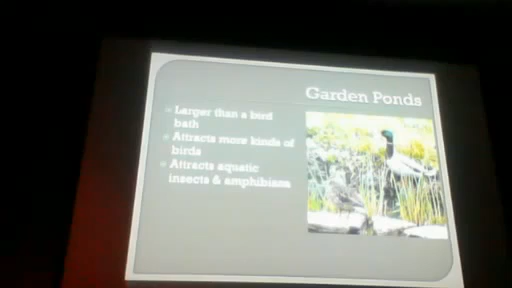 Garden Ponds
Larger than a bird
bath
Attracts more kinds of
birds
Attracts aquatic
insects & amphibians